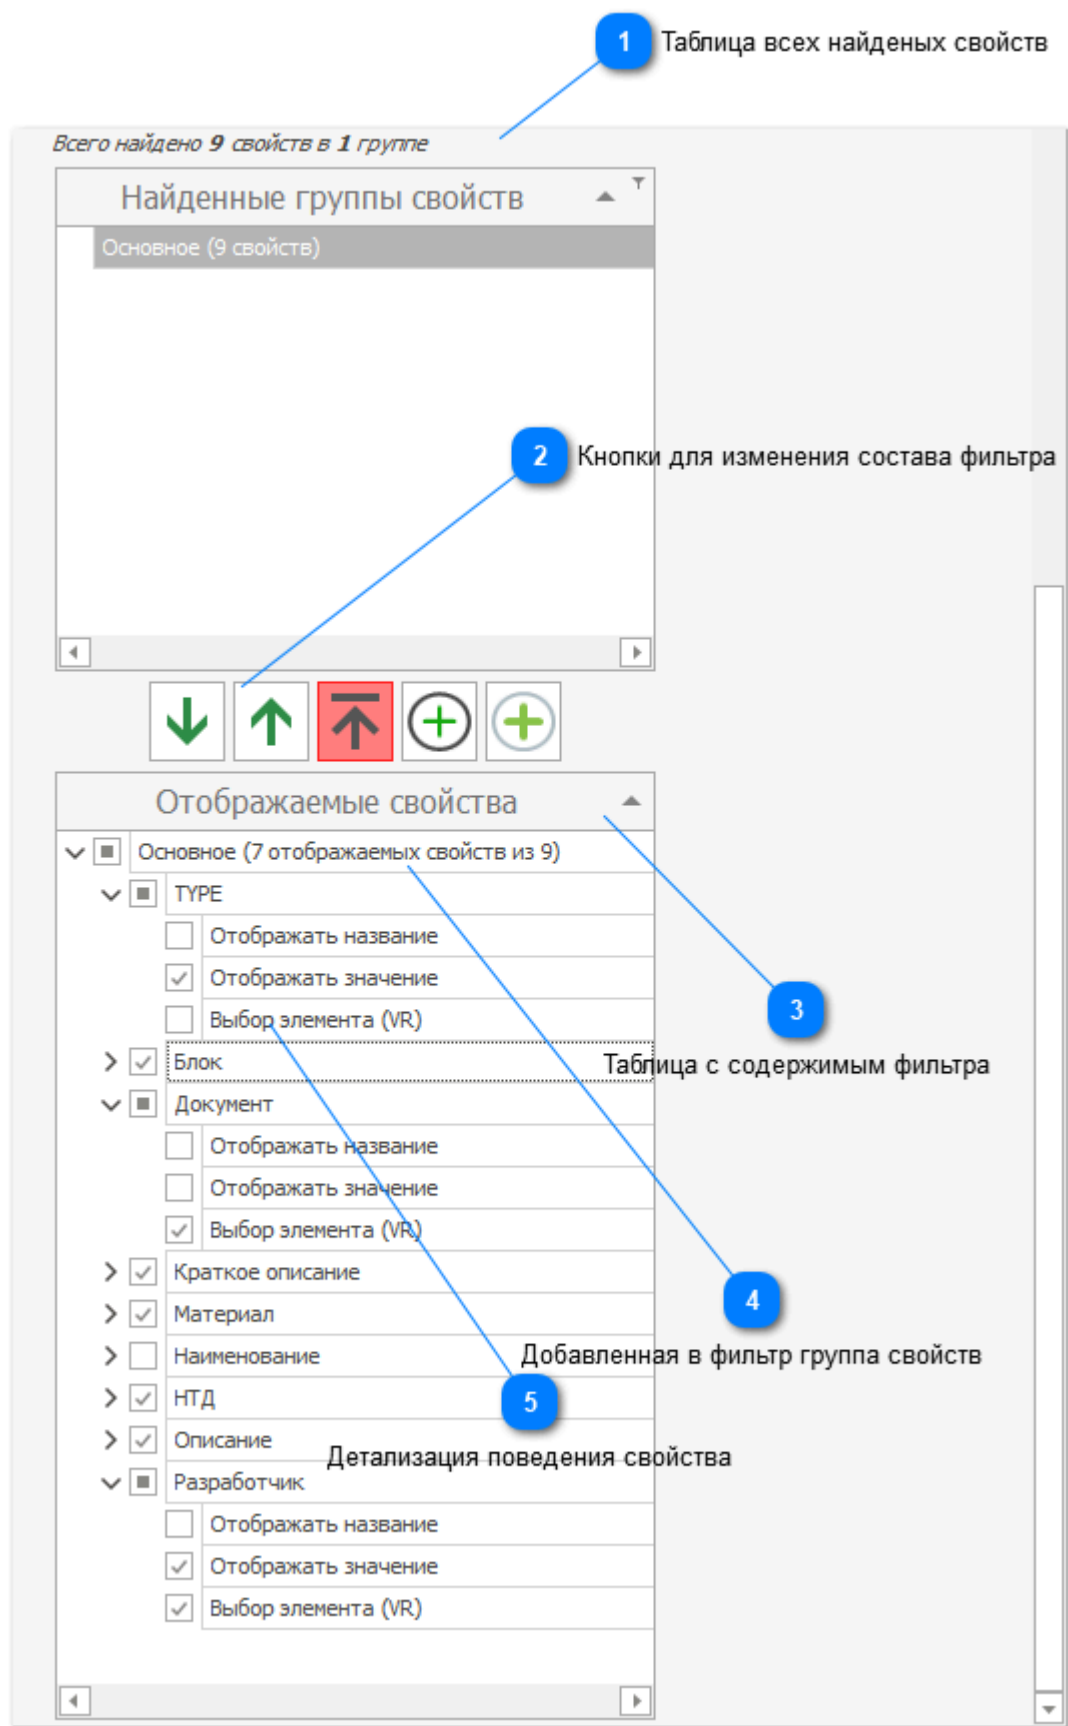 1 Таблица всех найденых свойств
Всего найдено 9 свойств в 1 группе
Найденные группы свойств
Основное (9 свойств)
2 Кнопки для изменения состава фильтра
Отображаемые свойства
Основное (7 отображаемых свойств из 9)
TYPE
Отображать название
Отображать значение
3
Выбор элемента (VR)
Блок
Таблица с содержимым фильтра
Документ
Отображать название
Отображать значение
Выбор элемента (VR)
Краткое описание
4
Материал
Наименование
Добавленная в фильтр группа свойств
НТД
5
Описание
Детализация поведения свойства
Разработчик
Отображать название
Отображать значение
Выбор элемента (VR)